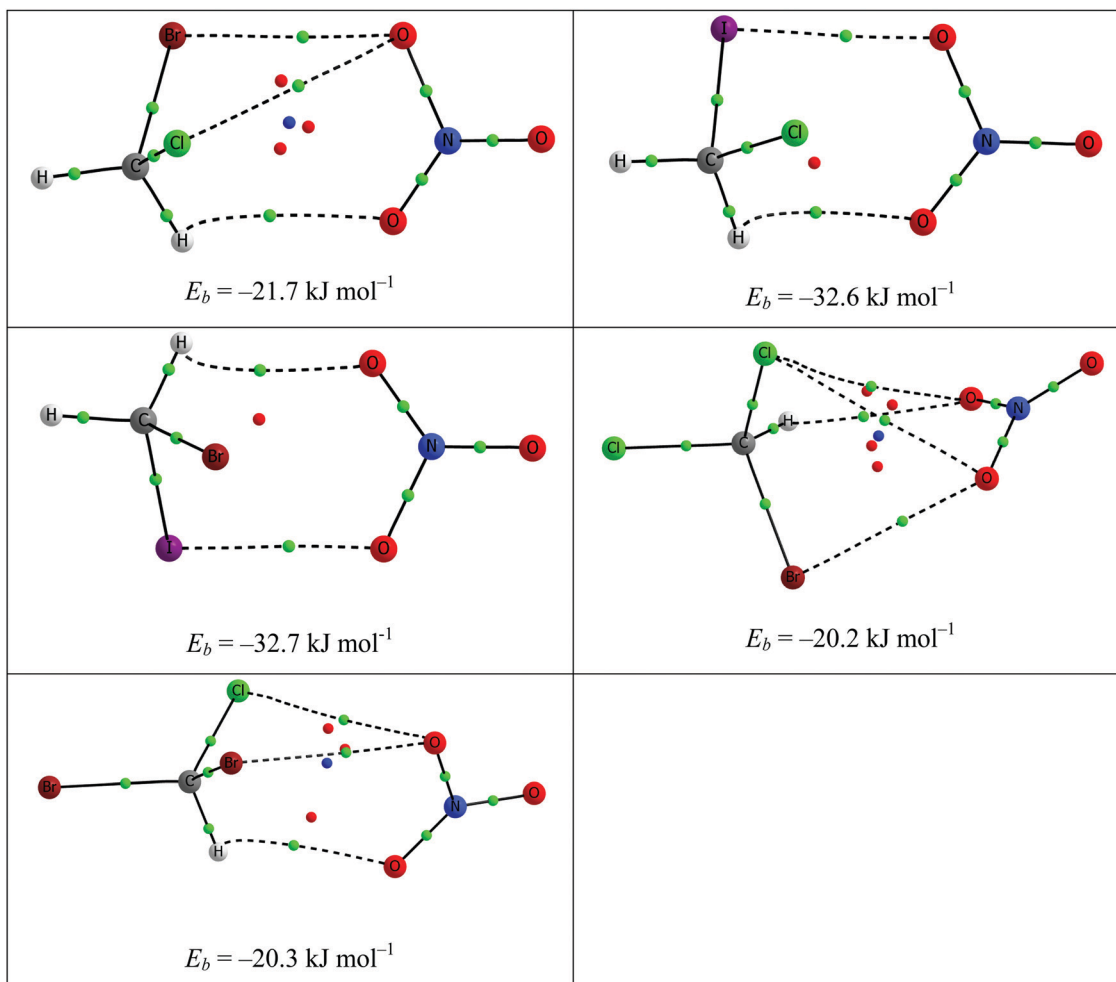 Br
O
Cl
N
O
C
H
H
O
E_b = –21.7 kJ mol⁻¹
I
O
Cl
N
O
H
C
H
O
E_b = –32.6 kJ mol⁻¹
H
O
H
C
Br
N
O
I
O
E_b = –32.7 kJ mol⁻¹
Cl
O
O
N
H
Cl
C
O
Br
E_b = –20.2 kJ mol⁻¹
Cl
O
Br
C
Br
O
N
H
O
E_b = –20.3 kJ mol⁻¹